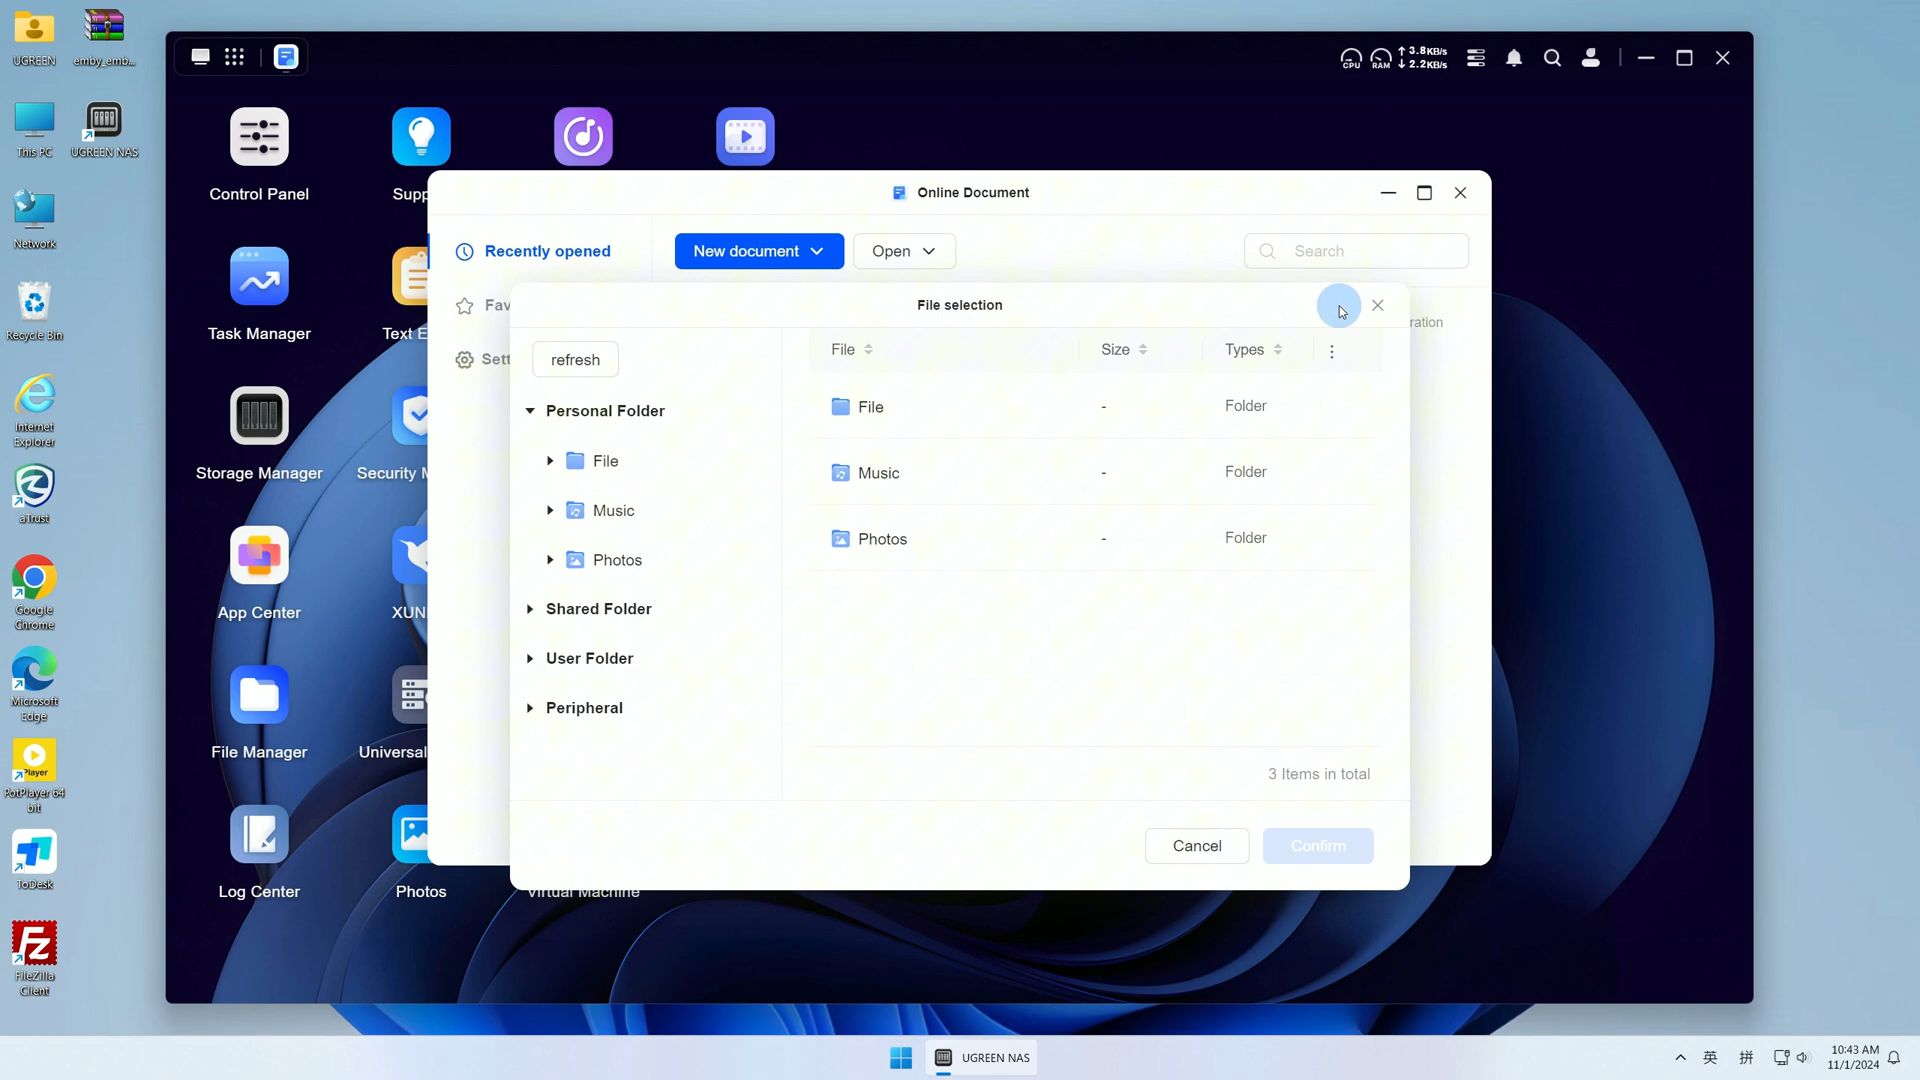 UGREEN
emby_emb...
This PC
UGREEN NAS
Network
Recycle Bin
Internet
Explorer
aTrust
Google
Chrome
Microsoft
Edge
Player
PotPlayer 64
bit
ToDesk
Fz
FileZilla
Client
CPU
RAM
3.8KB/s
2.2KB/s
Control Panel
Supp
Task Manager
Text E
Storage Manager
Security M
App Center
XUN
File Manager
Universal
Log Center
Photos
Virtual Machine
Online Document
Recently opened
New document
Open
Search
Fav
Sett
ration
File selection
refresh
Personal Folder
File
Music
Photos
Shared Folder
User Folder
Peripheral
File
Size
Types
File
-
Folder
Music
-
Folder
Photos
-
Folder
3 Items in total
Cancel
Confirm
UGREEN NAS
英
拼
10:43 AM
11/1/2024